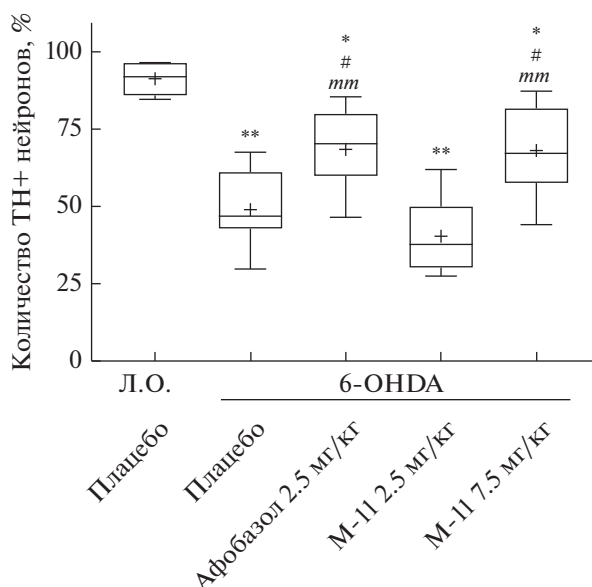 Количество TH+ нейронов, %
100
75
50
25
0
**
*
#
mm
**
*
#
mm
Л.О.
6-OHDA
Плацебо
Плацебо
Афобазол 2.5 мг/кг
М-11 2.5 мг/кг
М-11 7.5 мг/кг